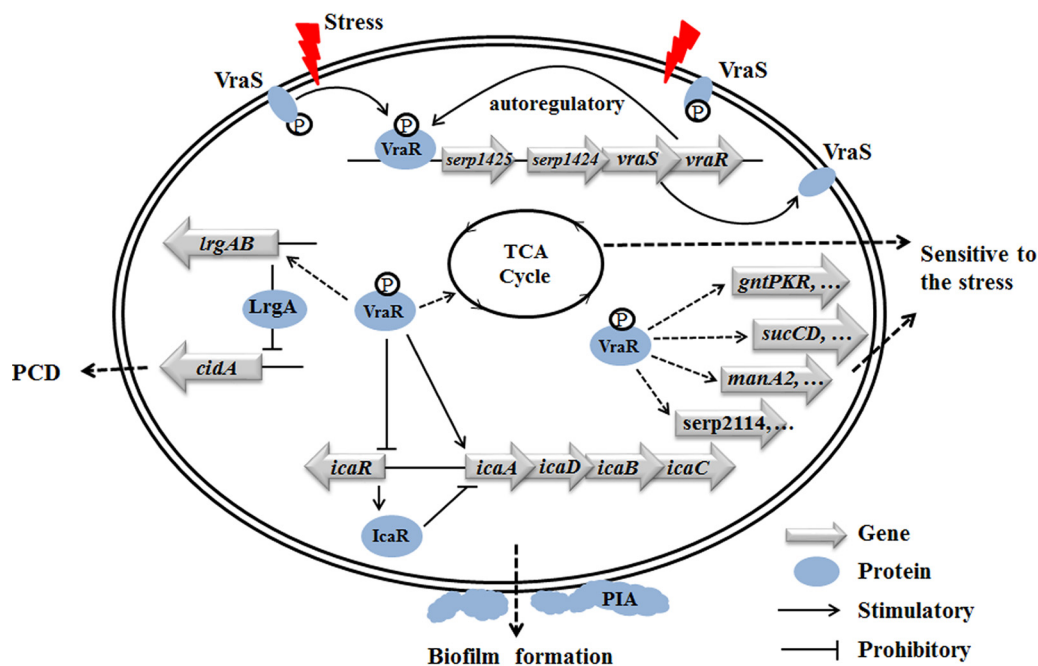 Stress
VraS
VraS
P
P
P
autoregulatory
VraR
serp1425
serp1424
vraS
vraR
VraS
lrgAB
TCA
Cycle
Sensitive to
the stress
P
LrgA
VraR
gntPKR, ...
P
VraR
sucCD, ...
PCD
cidA
manA2, ...
serp2114, ...
icaR
icaA
icaD
icaB
icaC
IcaR
Gene
Protein
PIA
Stimulatory
Biofilm formation
Prohibitory